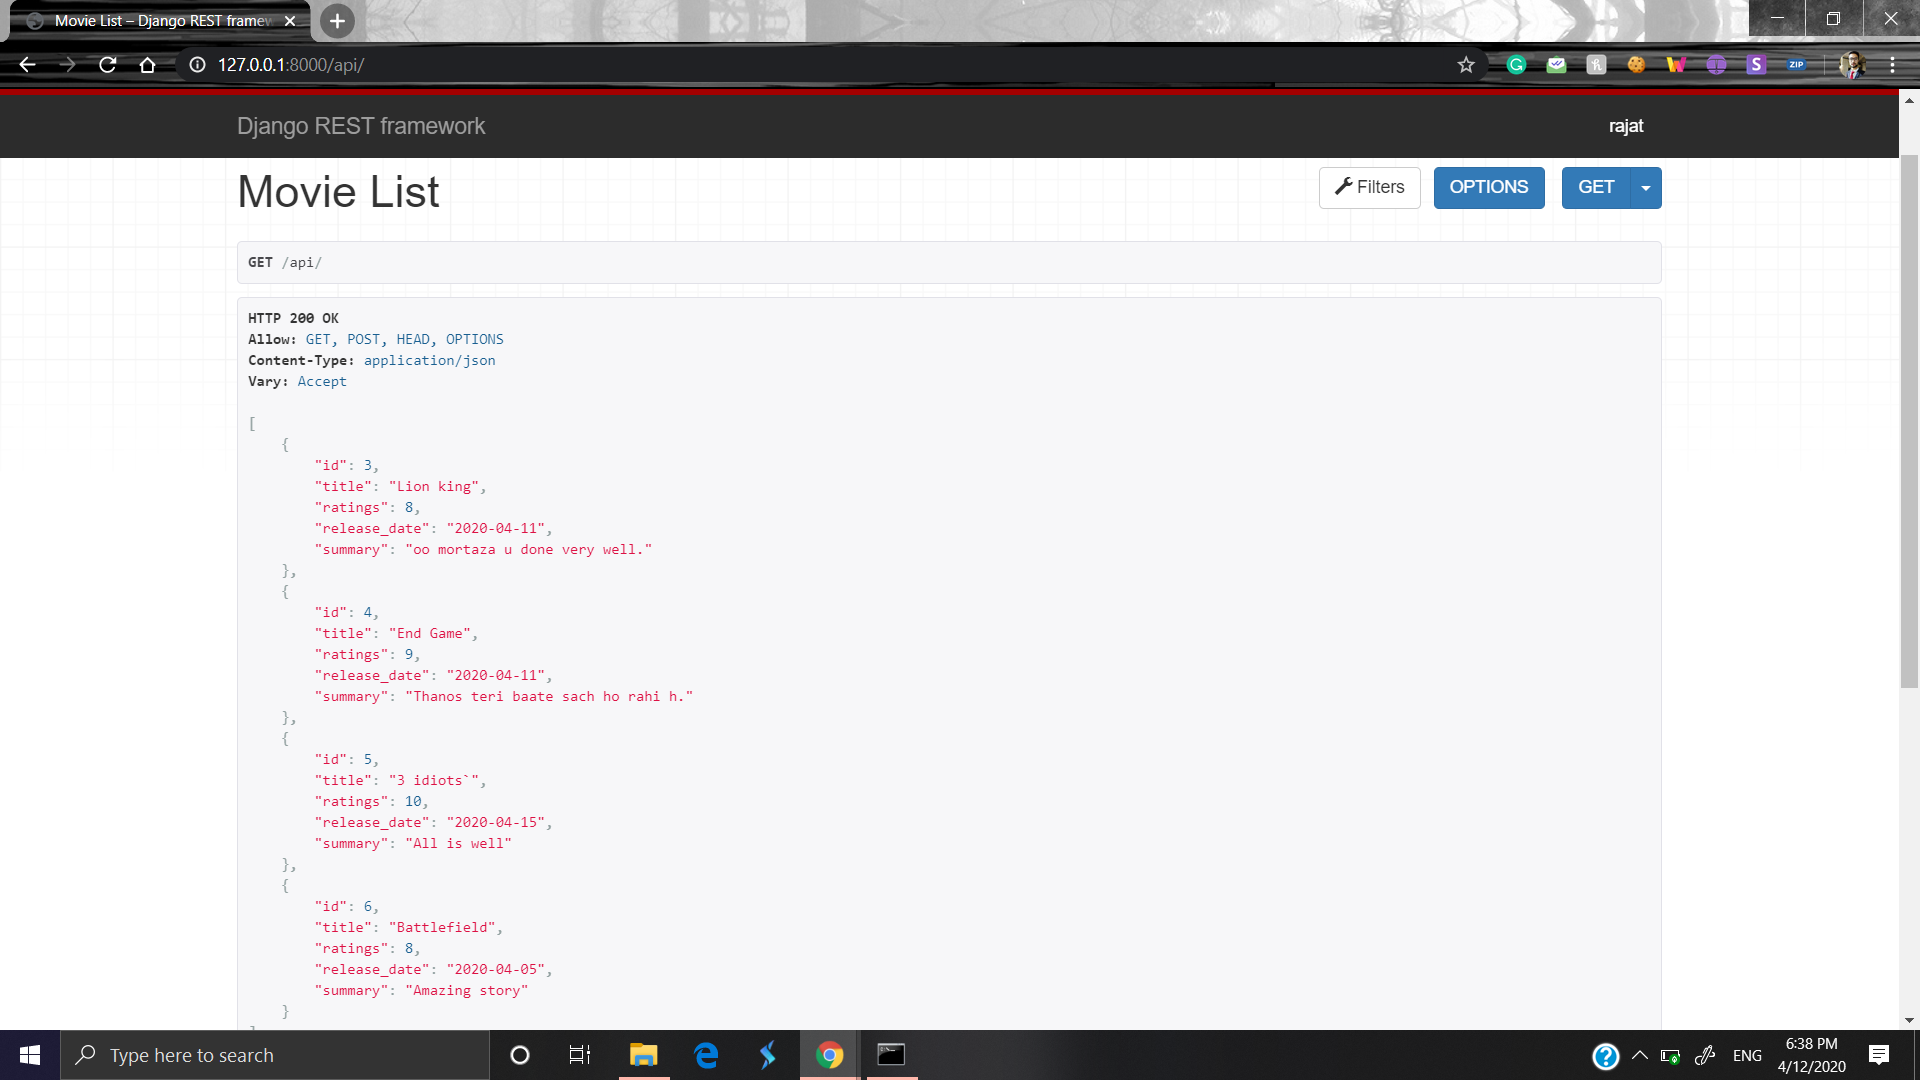 Movie List – Django REST framew
127.0.0.1:8000/api/
ZIP
Django REST framework
rajat
Movie List
Filters
OPTIONS
GET
GET /api/
HTTP 200 OK
Allow: GET, POST, HEAD, OPTIONS
Content-Type: application/json
Vary: Accept
[
{
"id": 3,
"title": "Lion king",
"ratings": 8,
"release_date": "2020-04-11",
"summary": "oo mortaza u done very well."
},
{
"id": 4,
"title": "End Game",
"ratings": 9,
"release_date": "2020-04-11",
"summary": "Thanos teri baate sach ho rahi h."
},
{
"id": 5,
"title": "3 idiots`",
"ratings": 10,
"release_date": "2020-04-15",
"summary": "All is well"
},
{
"id": 6,
"title": "Battlefield",
"ratings": 8,
"release_date": "2020-04-05",
"summary": "Amazing story"
}
]
Type here to search
ENG
6:38 PM
4/12/2020